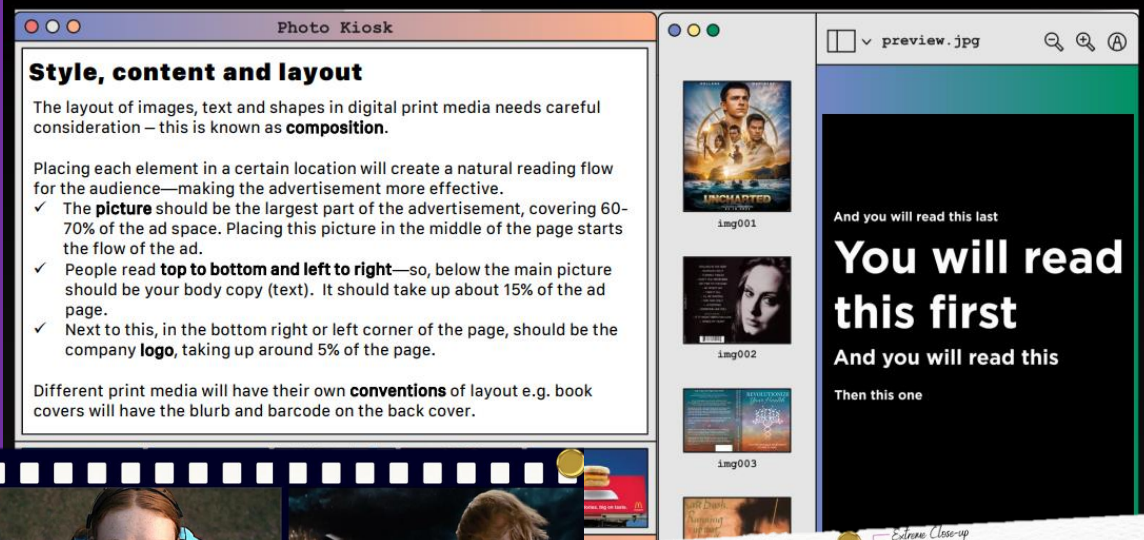 Photo Kiosk
Style, content and layout
The layout of images, text and shapes in digital print media needs careful
consideration – this is known as composition.
Placing each element in a certain location will create a natural reading flow
for the audience—making the advertisement more effective.
✓ The picture should be the largest part of the advertisement, covering 60-
70% of the ad space. Placing this picture in the middle of the page starts
the flow of the ad.
✓ People read top to bottom and left to right—so, below the main picture
should be your body copy (text). It should take up about 15% of the ad
page.
✓ Next to this, in the bottom right or left corner of the page, should be the
company logo, taking up around 5% of the page.
Different print media will have their own conventions of layout e.g. book
covers will have the blurb and barcode on the back cover.
UNCHARTED
img001
img002
REVOLUTIONIZE
Your Health
img003
preview.jpg
And you will read this last
You will read
this first
And you will read this
Then this one
Extreme Close-up